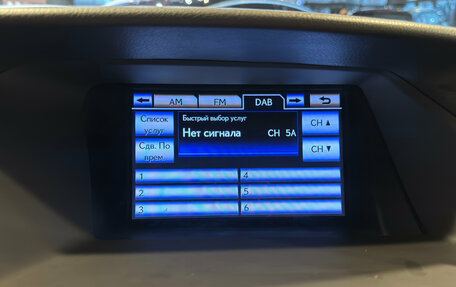 AM FM DAB
Список услуг
Быстрый выбор услуг
Нет сигнала CH 5A
CH ▲
Сдв. По врем
CH ▼
1 4
2 5
3 6